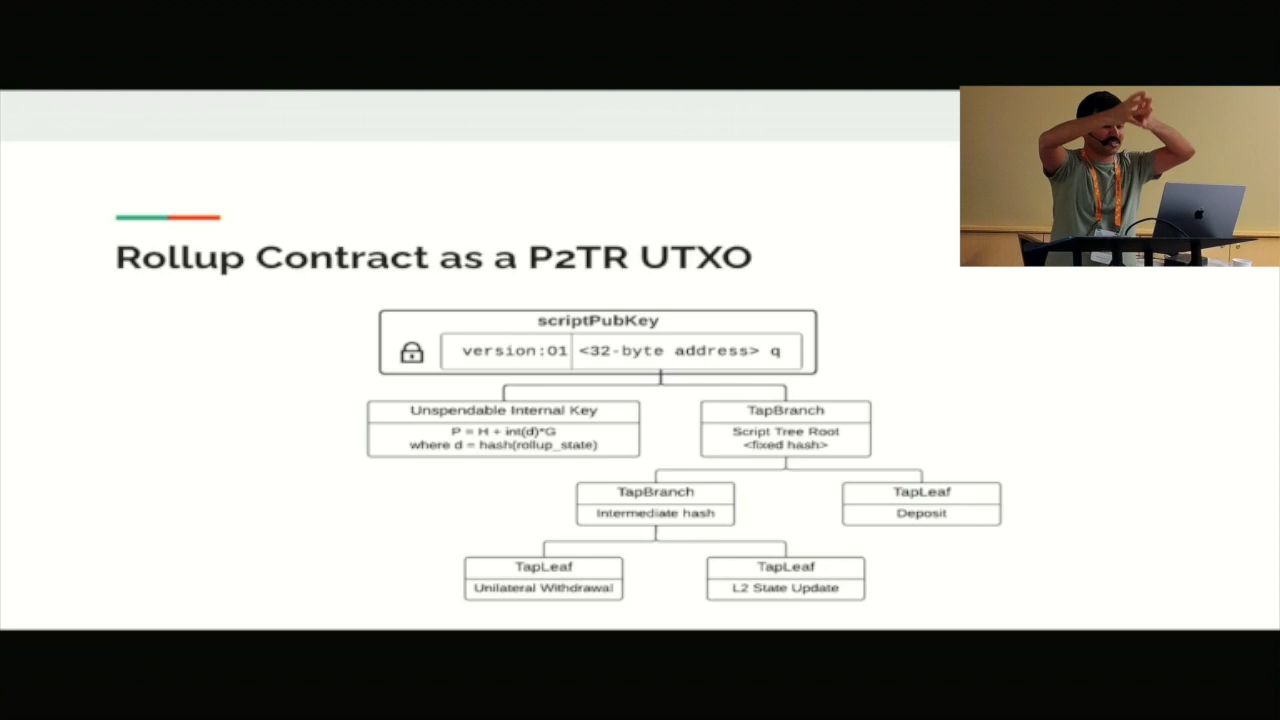 Rollup Contract as a P2TR UTXO
scriptPubKey
version:01 <32-byte address> q
Unspendable Internal Key
P = H + int(d)*G
where d = hash(rollup_state)
TapBranch
Script Tree Root
<fixed hash>
TapBranch
Intermediate hash
TapLeaf
Deposit
TapLeaf
Unilateral Withdrawal
TapLeaf
L2 State Update